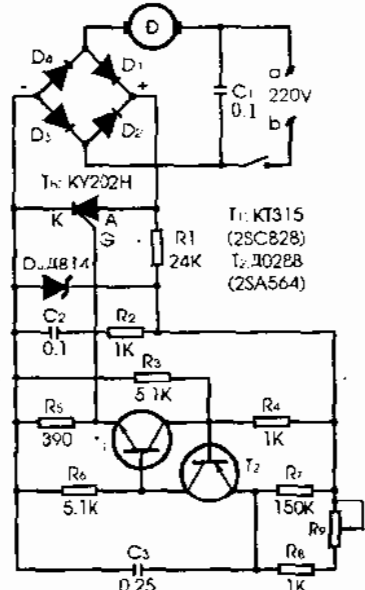 D
D4
D1
a
- +
C1
0.1
220V
D3
D2
b
Th: KY202H
K A
G
T1: KT315
(2SC828)
(2SA564)
R1
24K
C2
0.1
R2
1K
R3
5.1K
R5
390
R4
1K
T2
R6
5.1K
R7
150K
R9
C3
0.25
R8
1K